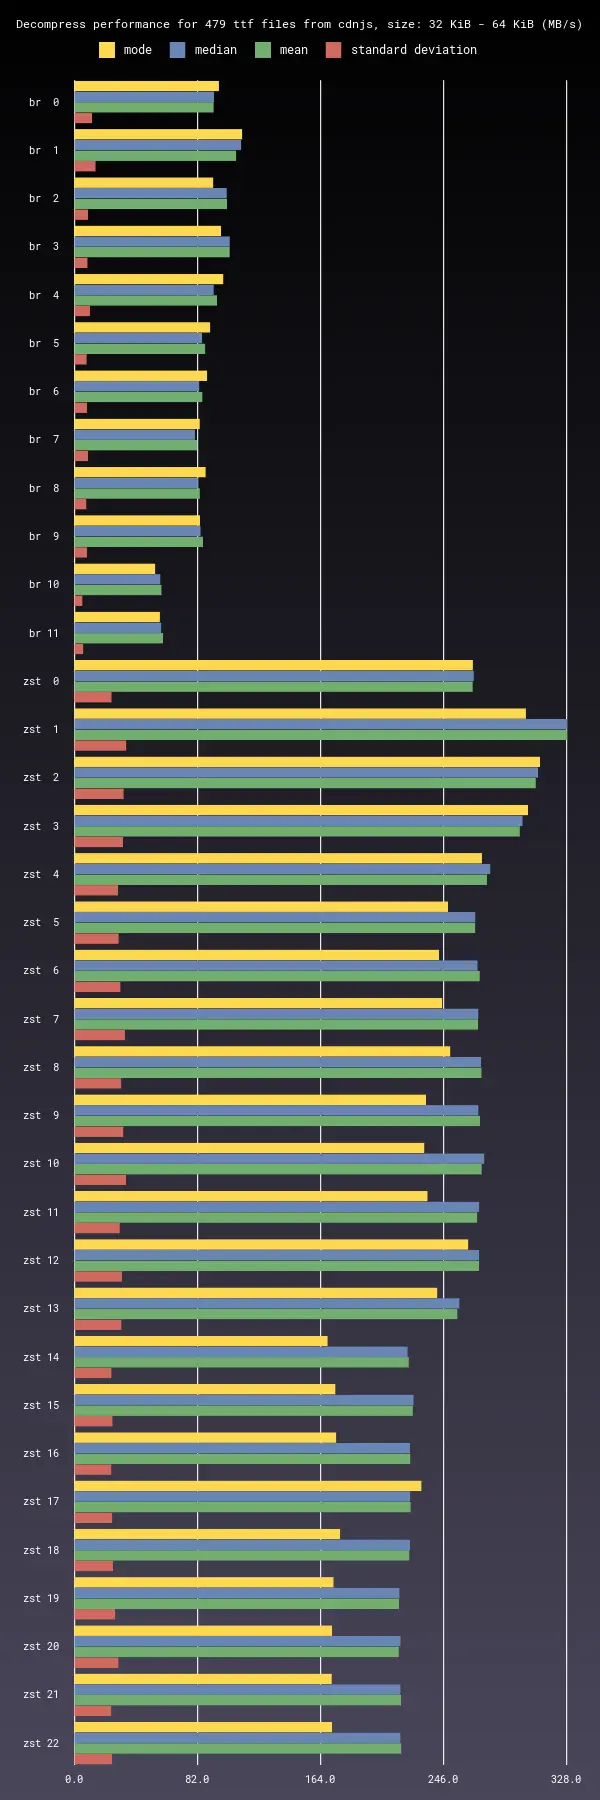 Decompress performance for 479 ttf files from cdnjs, size: 32 KiB - 64 KiB (MB/s)
mode median mean standard deviation
br 0
br 1
br 2
br 3
br 4
br 5
br 6
br 7
br 8
br 9
br 10
br 11
zst 0
zst 1
zst 2
zst 3
zst 4
zst 5
zst 6
zst 7
zst 8
zst 9
zst 10
zst 11
zst 12
zst 13
zst 14
zst 15
zst 16
zst 17
zst 18
zst 19
zst 20
zst 21
zst 22
0.0 82.0 164.0 246.0 328.0